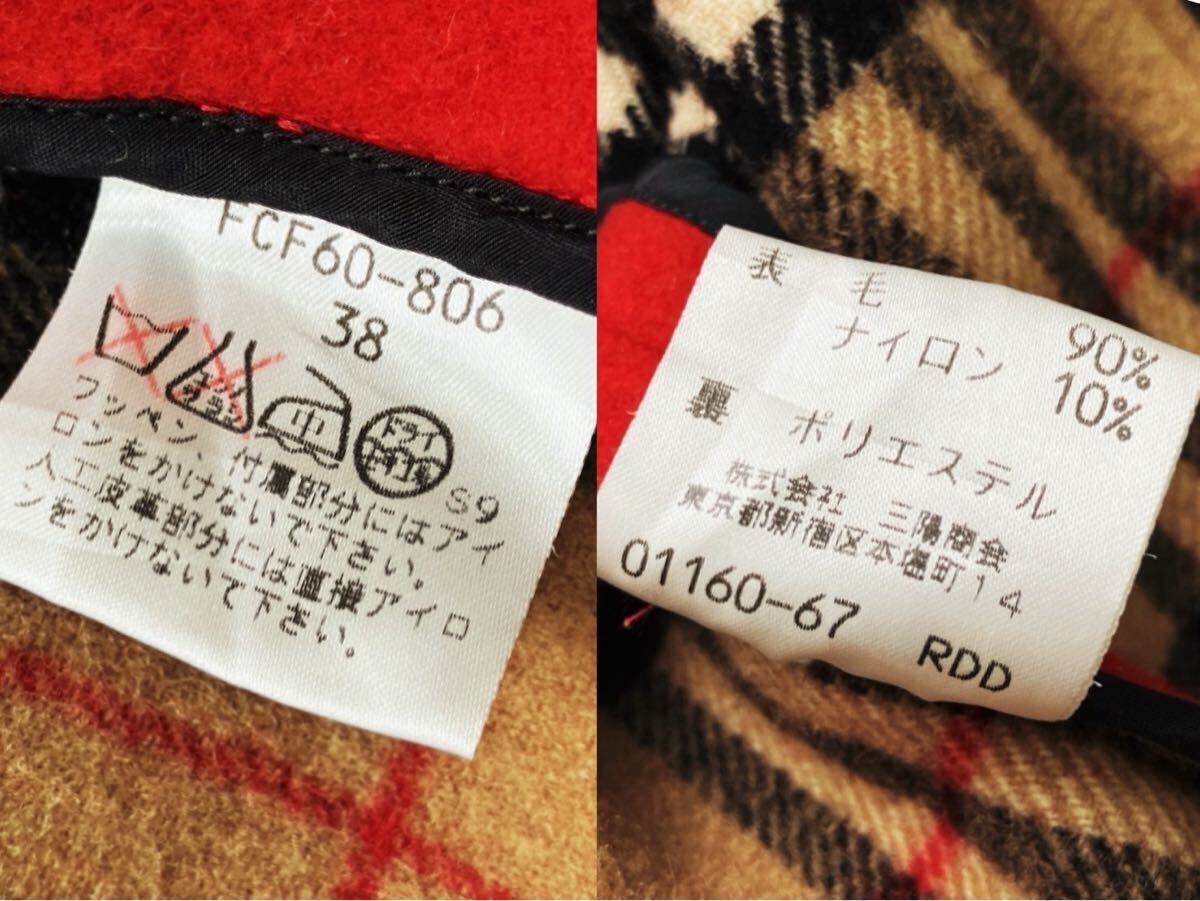 FCF60-806
38
中
ドライ
S9
ワッペン、付属部分にはアイ
ロンをかけないで下さい。
人工皮革部分には直接アイロ
ンをかけないで下さい。
表 毛 90%
ナイロン 10%
裏 ポリエステル
株式会社 三陽商会
東京都新宿区本塩町14
01160-67 RDD